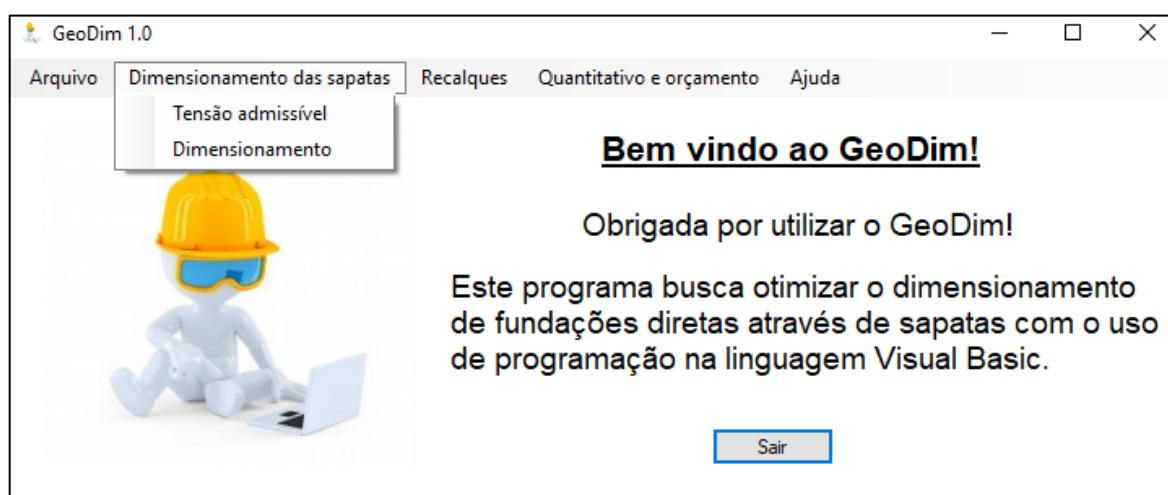 GeoDim 1.0
Arquivo Dimensionamento das sapatas Recalques Quantitativo e orçamento Ajuda
Tensão admissível
Dimensionamento
Bem vindo ao GeoDim!
Obrigada por utilizar o GeoDim!
Este programa busca otimizar o dimensionamento
de fundações diretas através de sapatas com o uso
de programação na linguagem Visual Basic.
Sair